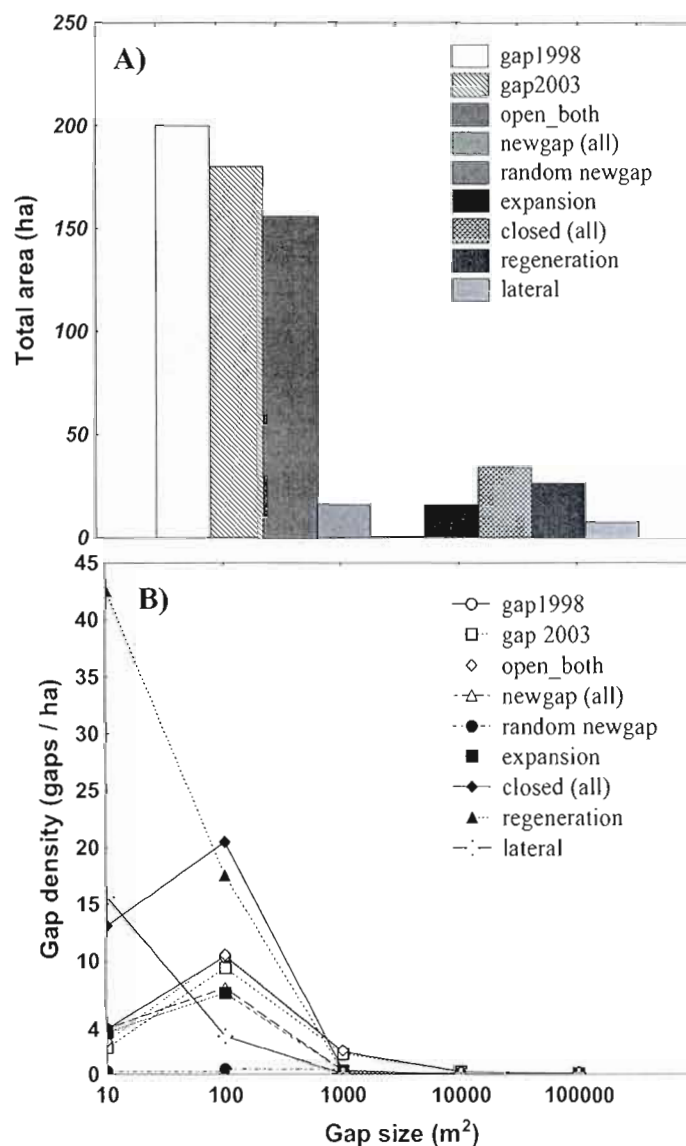 A)
250
200
150
100
50
0
Total area (ha)
gap1998
gap2003
open_both
newgap (all)
random newgap
expansion
closed (all)
regeneration
lateral
B)
45
40
35
30
25
20
15
10
4
0
Gap density (gaps / ha)
gap1998
gap 2003
open_both
newgap (all)
random newgap
expansion
closed (all)
regeneration
lateral
10 100 1000 10000 100000
Gap size (m²)